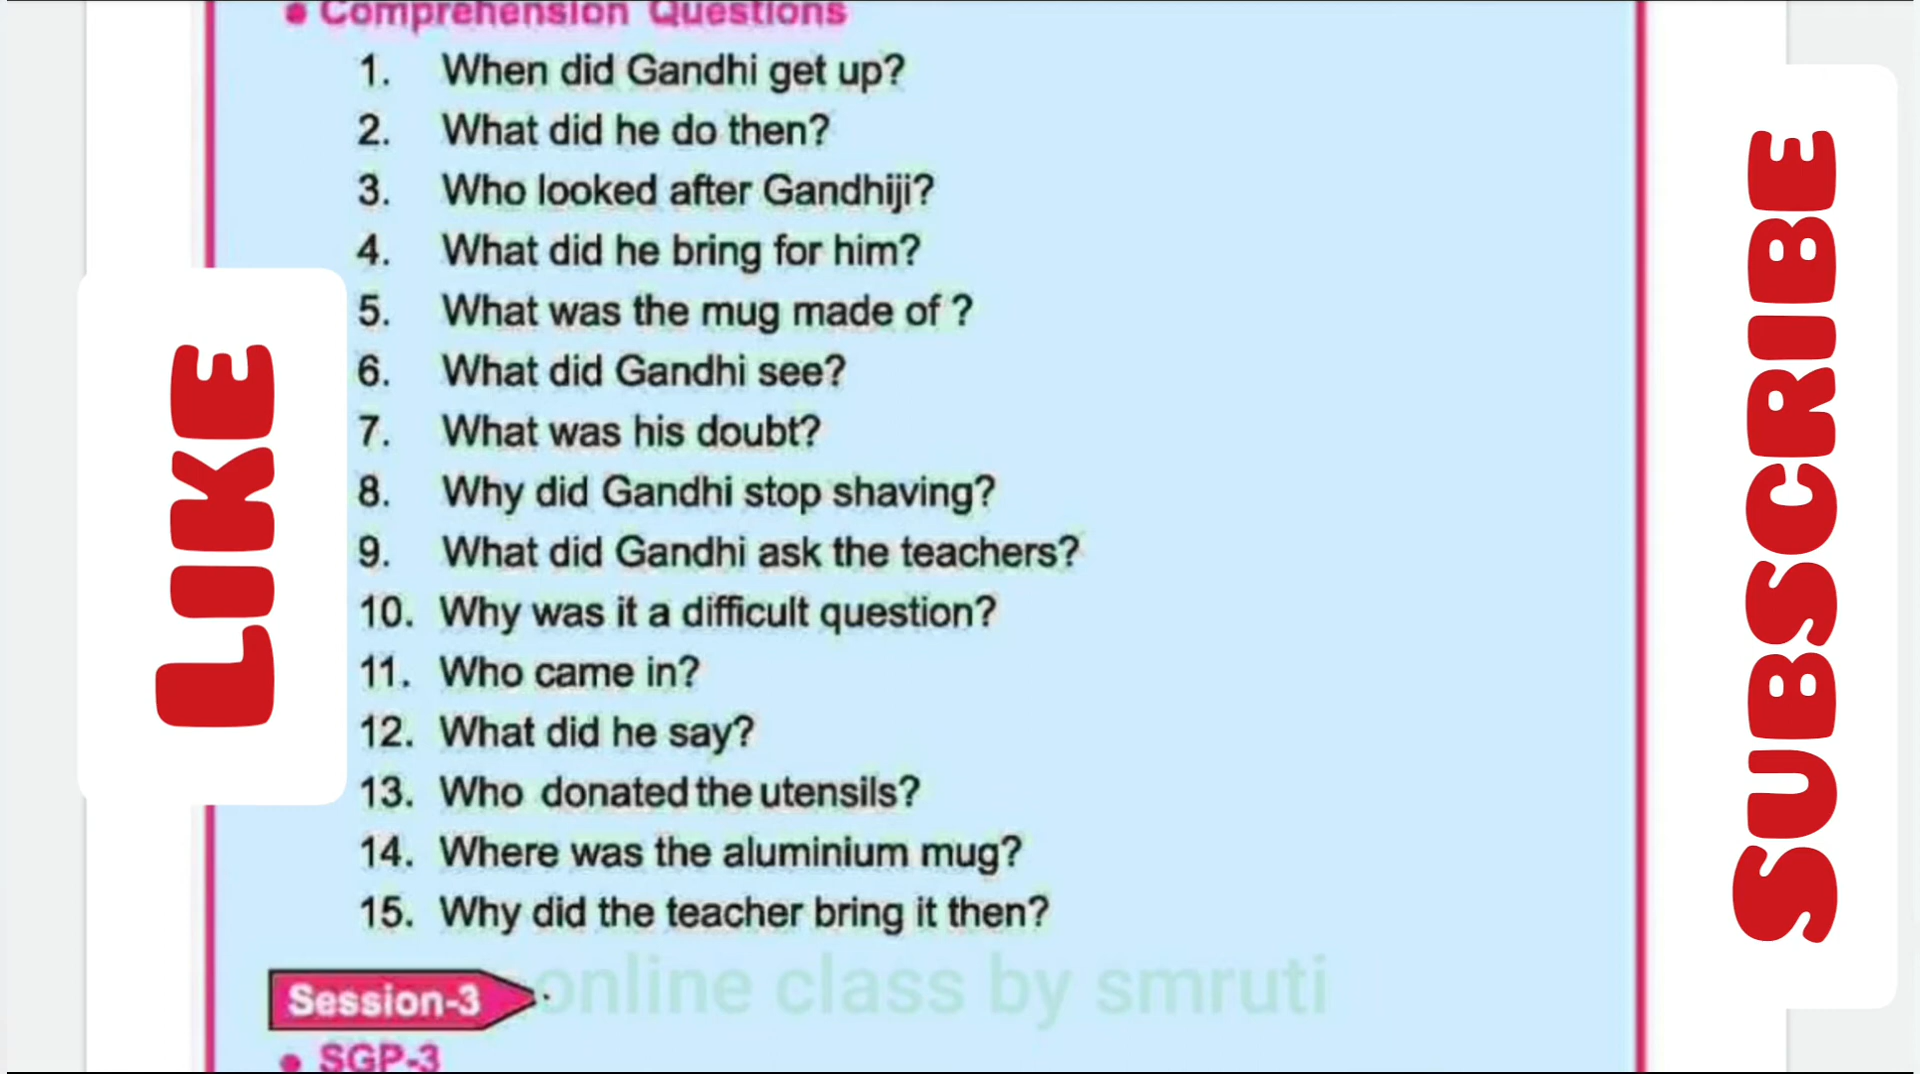 • Comprehension Questions
1. When did Gandhi get up?
2. What did he do then?
3. Who looked after Gandhiji?
4. What did he bring for him?
5. What was the mug made of ?
6. What did Gandhi see?
7. What was his doubt?
8. Why did Gandhi stop shaving?
9. What did Gandhi ask the teachers?
10. Why was it a difficult question?
11. Who came in?
12. What did he say?
13. Who donated the utensils?
14. Where was the aluminium mug?
15. Why did the teacher bring it then?
Session-3
online class by smruti
• SGP-3
LIKE
SUBSCRIBE